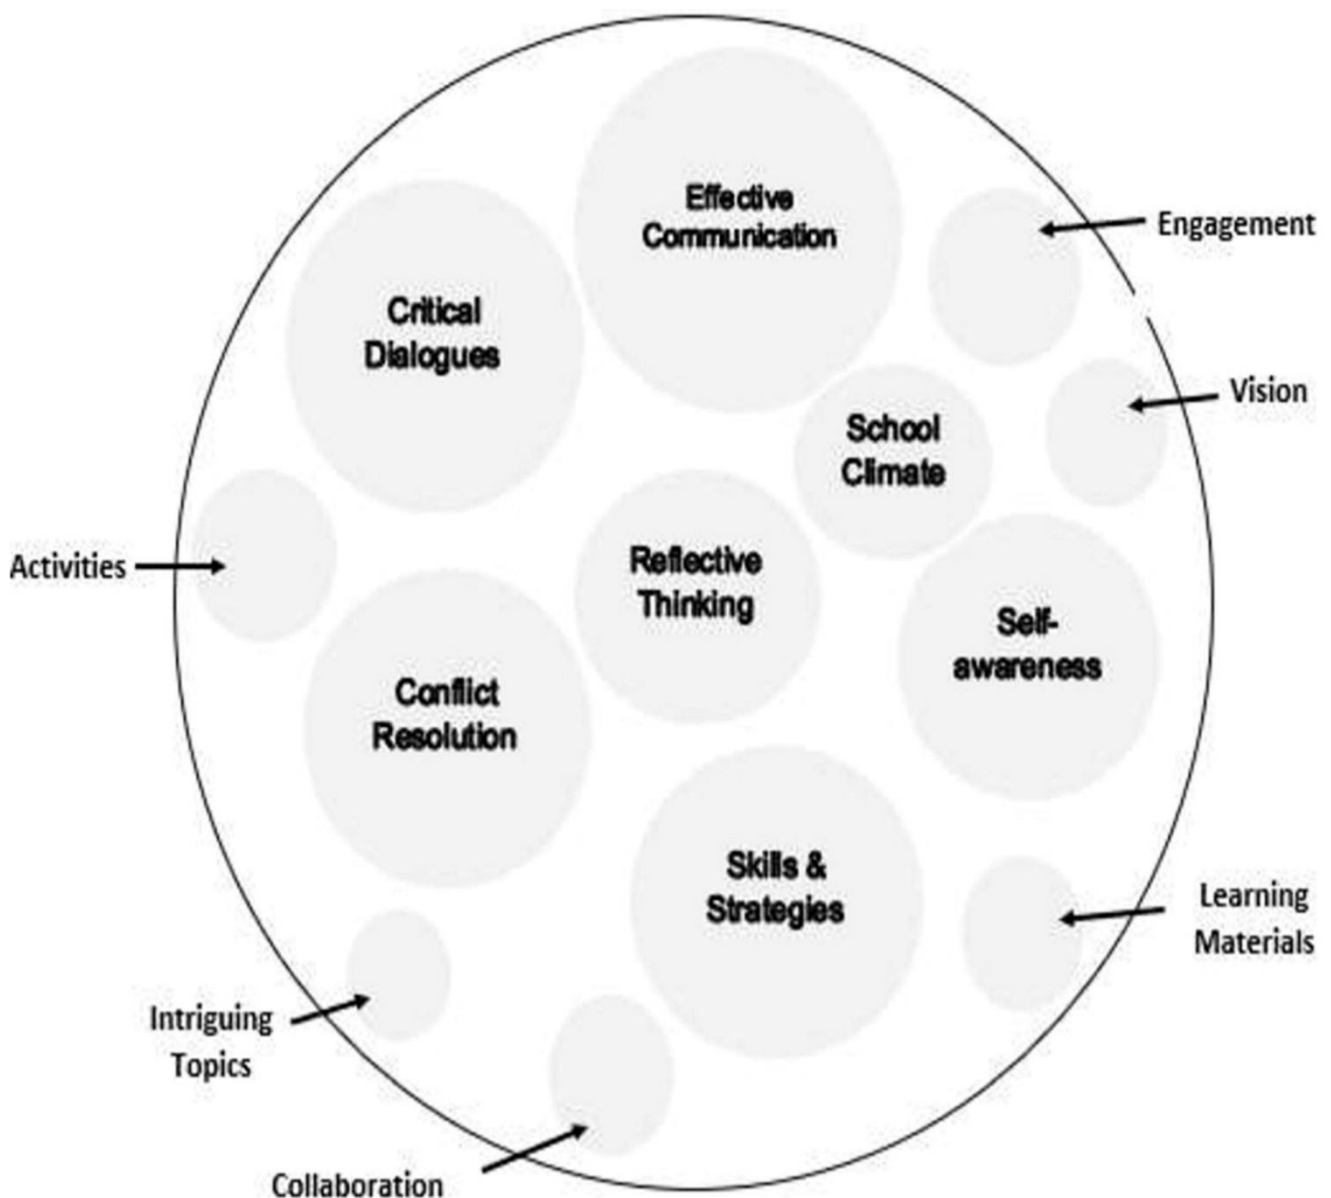 Effective
Communication
Engagement
Critical
Dialogues
Vision
School
Climate
Activities
Reflective
Thinking
Self-
awareness
Conflict
Resolution
Skills &
Strategies
Learning
Materials
Intriguing
Topics
Collaboration